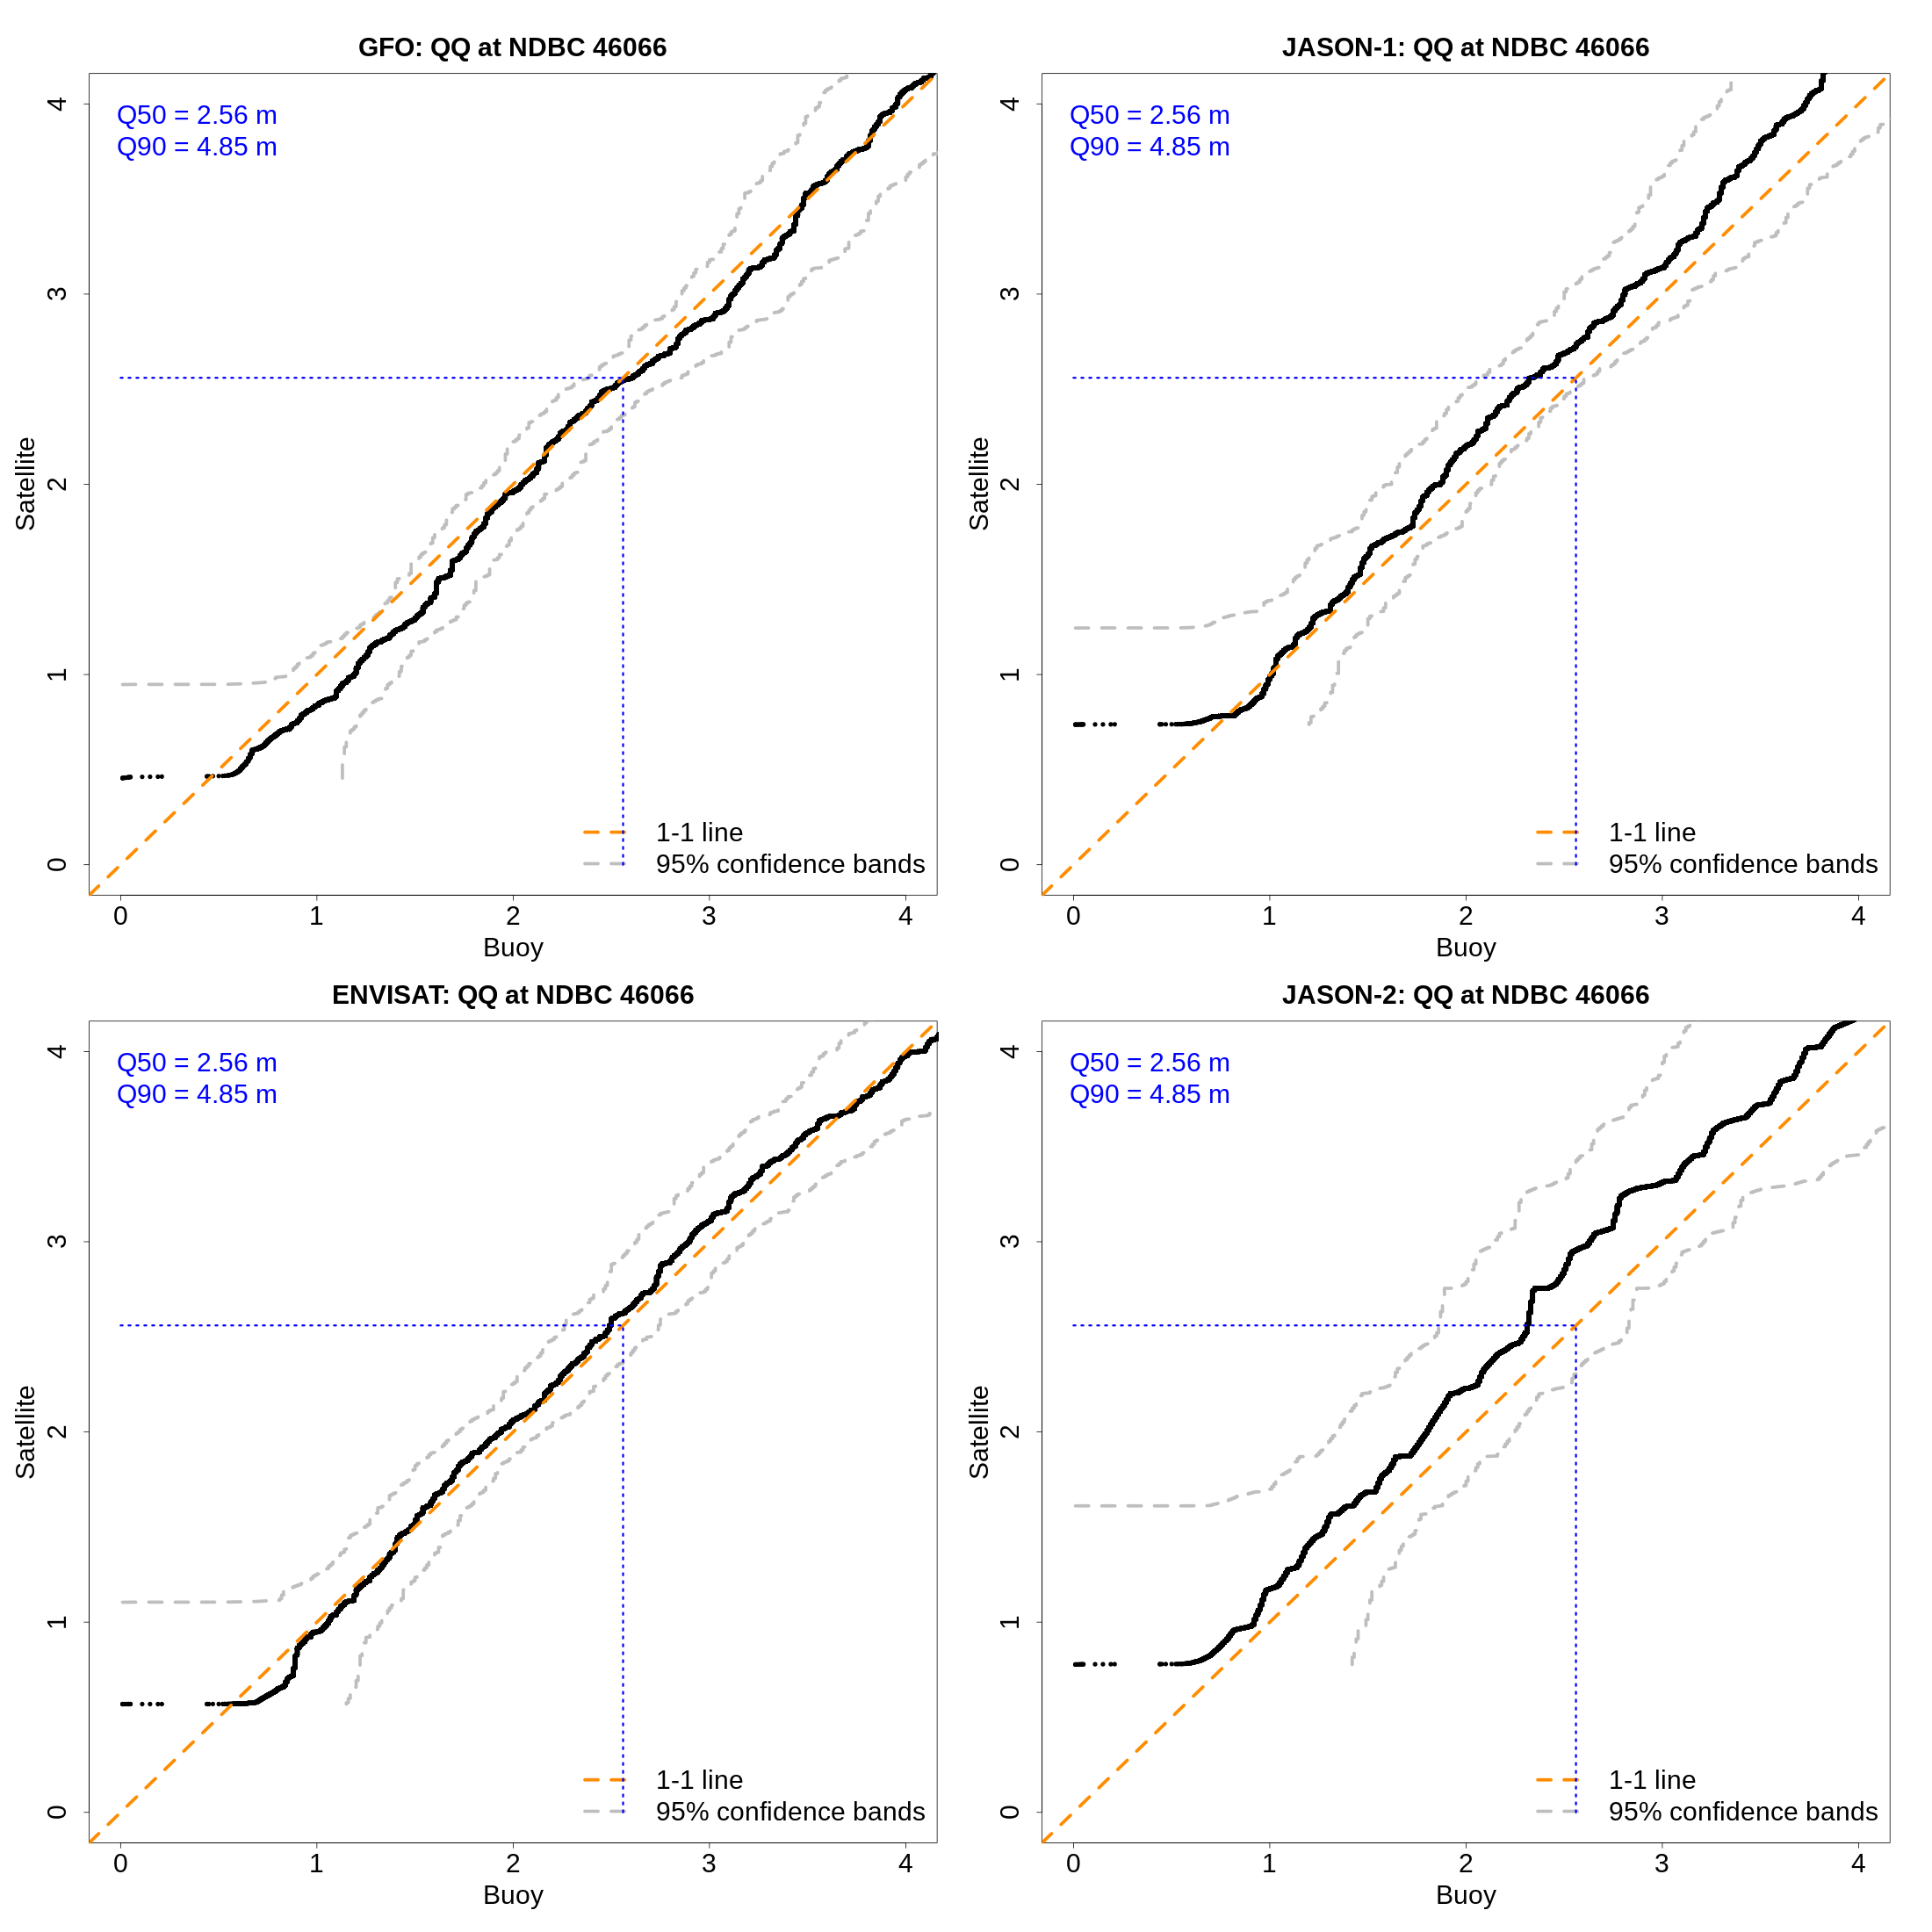 GFO: QQ at NDBC 46066
Q50 = 2.56 m
Q90 = 4.85 m
4
3
2
1
0
Satellite
1-1 line
95% confidence bands
0 1 2 3 4
Buoy
JASON-1: QQ at NDBC 46066
Q50 = 2.56 m
Q90 = 4.85 m
4
3
2
1
0
Satellite
1-1 line
95% confidence bands
0 1 2 3 4
Buoy
ENVISAT: QQ at NDBC 46066
Q50 = 2.56 m
Q90 = 4.85 m
4
3
2
1
0
Satellite
1-1 line
95% confidence bands
0 1 2 3 4
Buoy
JASON-2: QQ at NDBC 46066
Q50 = 2.56 m
Q90 = 4.85 m
4
3
2
1
0
Satellite
1-1 line
95% confidence bands
0 1 2 3 4
Buoy